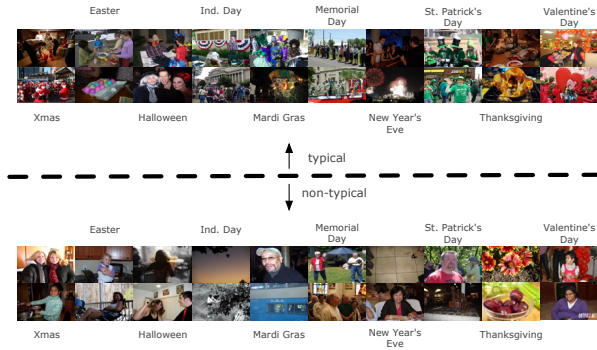 Easter
Ind. Day
Memorial
Day
St. Patrick's
Day
Valentine's
Day
Xmas
Halloween
Mardi Gras
New Year's
Eve
Thanksgiving
typical
non-typical
Easter
Ind. Day
Memorial
Day
St. Patrick's
Day
Valentine's
Day
Xmas
Halloween
Mardi Gras
New Year's
Eve
Thanksgiving